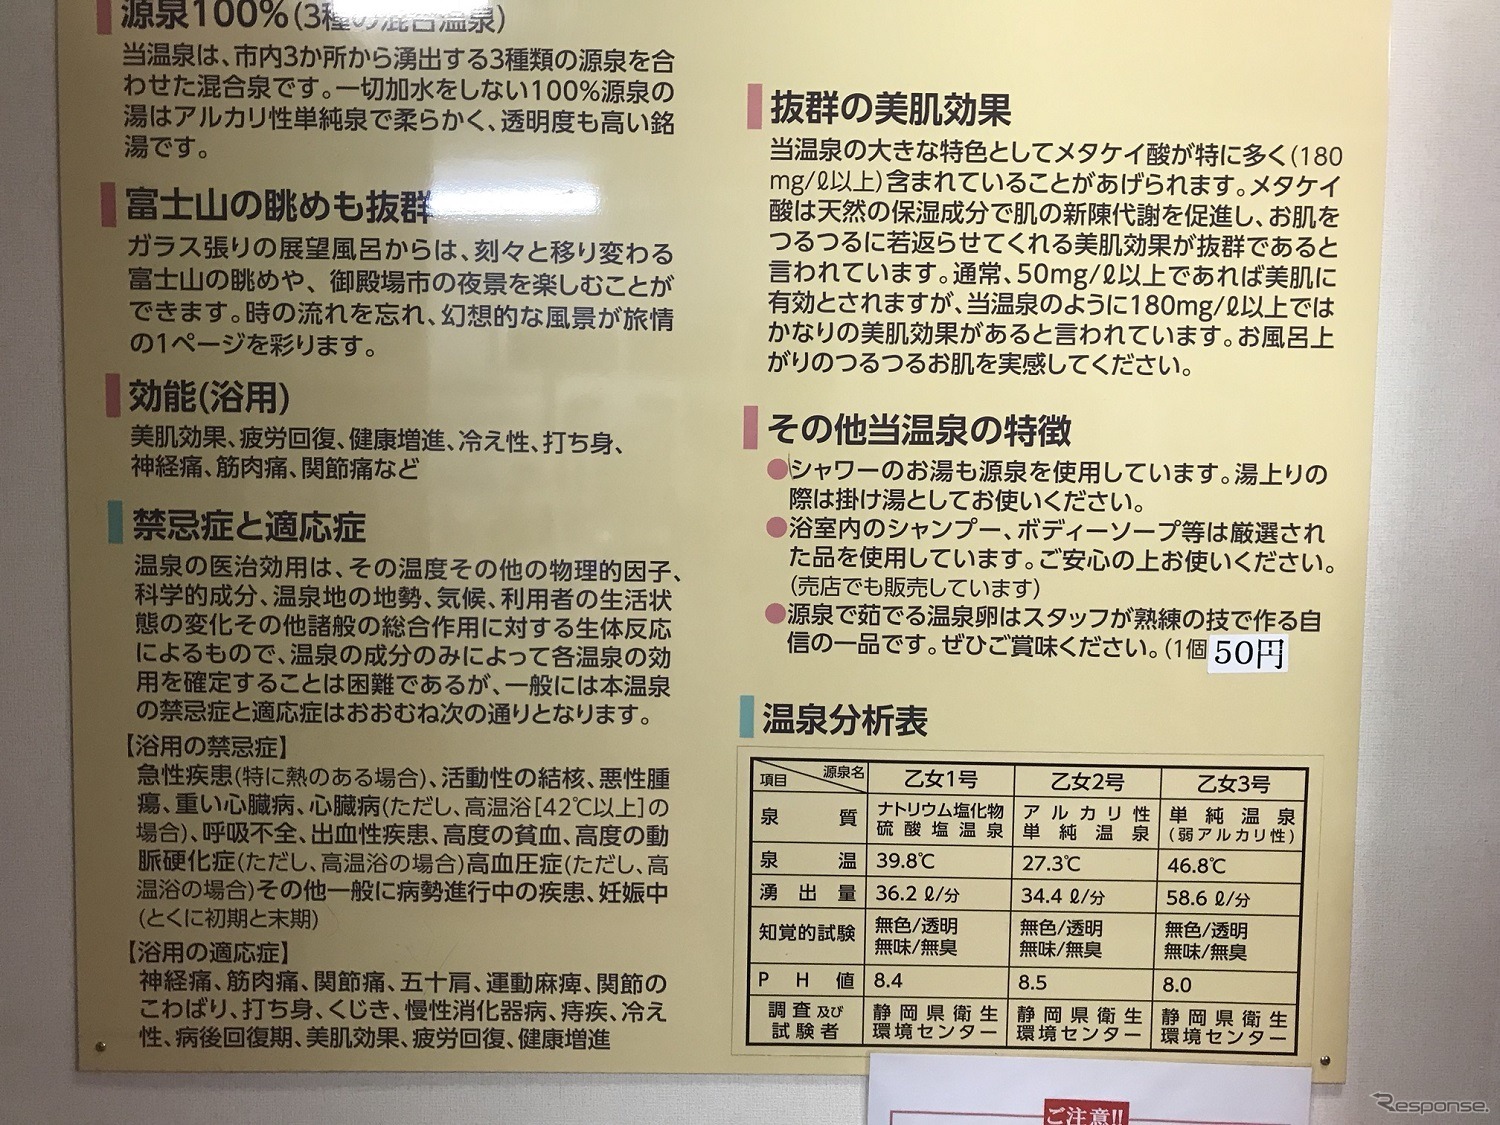 源泉100%(3種の混合温泉)
当温泉は、市内3か所から湧出する3種類の源泉を合
わせた混合泉です。一切加水をしない100%源泉の
湯はアルカリ性単純泉で柔らかく、透明度も高い銘
湯です。
富士山の眺めも抜群
ガラス張りの展望風呂からは、刻々と移り変わる
富士山の眺めや、御殿場市の夜景を楽しむことが
できます。時の流れを忘れ、幻想的な風景が旅情
の1ページを彩ります。
効能(浴用)
美肌効果、疲労回復、健康増進、冷え性、打ち身、
神経痛、筋肉痛、関節痛など
禁忌症と適応症
温泉の医治効用は、その温度その他の物理的因子、
科学的成分、温泉地の地勢、気候、利用者の生活状
態の変化その他諸般の総合作用に対する生体反応
によるもので、温泉の成分のみによって各温泉の効
用を確定することは困難であるが、一般には本温泉
の禁忌症と適応症はおおむね次の通りとなります。
【浴用の禁忌症】
急性疾患(特に熱のある場合)、活動性の結核、悪性腫
瘍、重い心臓病、心臓病(ただし、高温浴[42℃以上]の
場合)、呼吸不全、出血性疾患、高度の貧血、高度の動
脈硬化症(ただし、高温浴の場合)高血圧症(ただし、高
温浴の場合)その他一般に病勢進行中の疾患、妊娠中
(とくに初期と末期)
【浴用の適応症】
神経痛、筋肉痛、関節痛、五十肩、運動麻痺、関節の
こわばり、打ち身、くじき、慢性消化器病、痔疾、冷え
性、病後回復期、美肌効果、疲労回復、健康増進
抜群の美肌効果
当温泉の大きな特色としてメタケイ酸が特に多く(180
mg/ℓ以上)含まれていることがあげられます。メタケイ
酸は天然の保湿成分で肌の新陳代謝を促進し、お肌を
つるつるに若返らせてくれる美肌効果が抜群であると
言われています。通常、50mg/ℓ以上であれば美肌に
有効とされますが、当温泉のように180mg/ℓ以上では
かなりの美肌効果があると言われています。お風呂上
がりのつるつるお肌を実感してください。
その他当温泉の特徴
●シャワーのお湯も源泉を使用しています。湯上りの
際は掛け湯としてお使いください。
●浴室内のシャンプー、ボディーソープ等は厳選され
た品を使用しています。ご安心の上お使いください。
(売店でも販売しています)
●源泉で茹でる温泉卵はスタッフが熟練の技で作る自
信の一品です。ぜひご賞味ください。(1個50円
温泉分析表
項目 源泉名 乙女1号 乙女2号 乙女3号
泉質 ナトリウム塩化物 アルカリ性 単純温泉
硫酸塩温泉 単純温泉 (弱アルカリ性)
泉温 39.8℃ 27.3℃ 46.8℃
湧出量 36.2 ℓ/分 34.4 ℓ/分 58.6 ℓ/分
知覚的試験 無色/透明 無色/透明 無色/透明
無味/無臭 無味/無臭 無味/無臭
PH値 8.4 8.5 8.0
調査及び 静岡県衛生 静岡県衛生 静岡県衛生
試験者 環境センター 環境センター 環境センター
ご注意!!
Response.